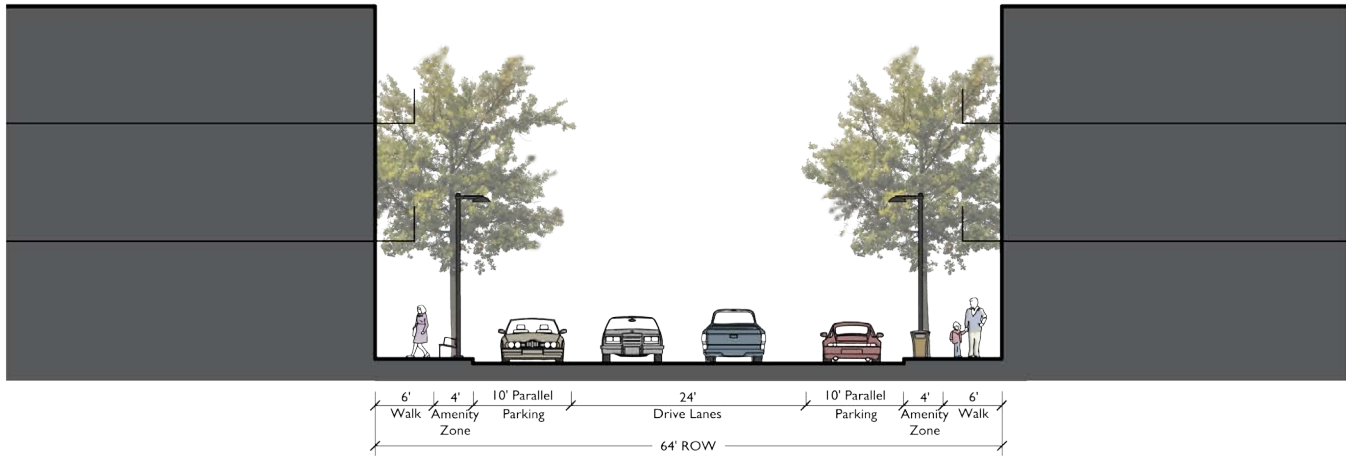 6' 4' 10' Parallel 24' 10' Parallel 4' 6'
Walk Amenity Parking Drive Lanes Parking Amenity Walk
Zone Zone
64' ROW